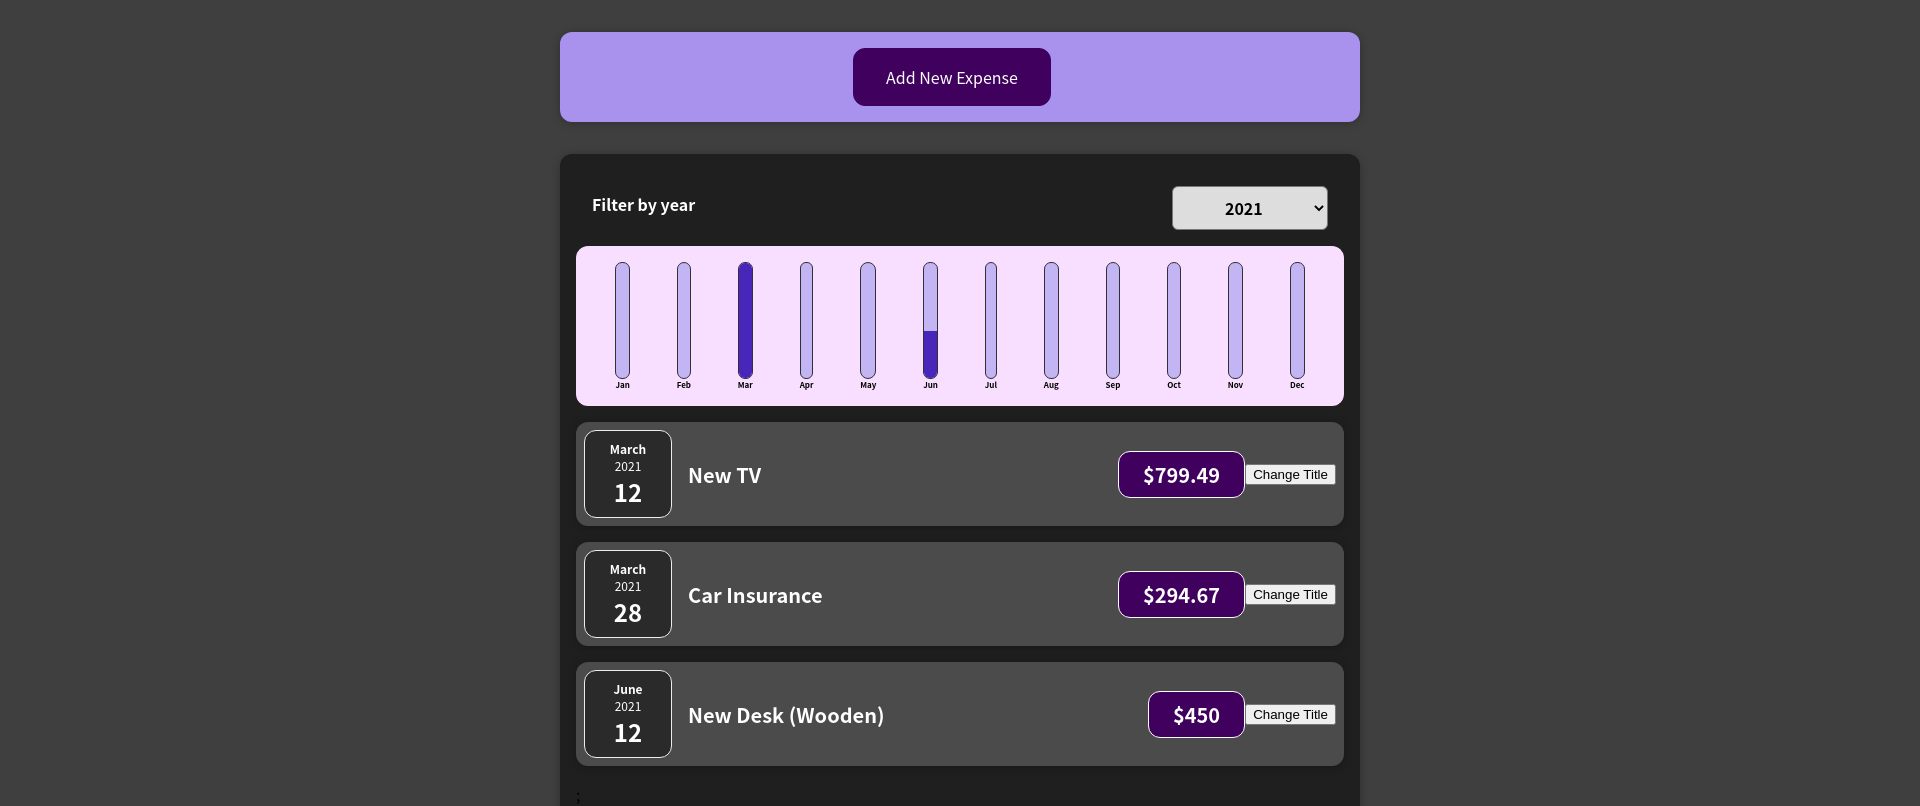 Add New Expense
Filter by year
2021
Jan Feb Mar Apr May Jun Jul Aug Sep Oct Nov Dec
March
2021
12
New TV
$799.49
Change Title
March
2021
28
Car Insurance
$294.67
Change Title
June
2021
12
New Desk (Wooden)
$450
Change Title
;